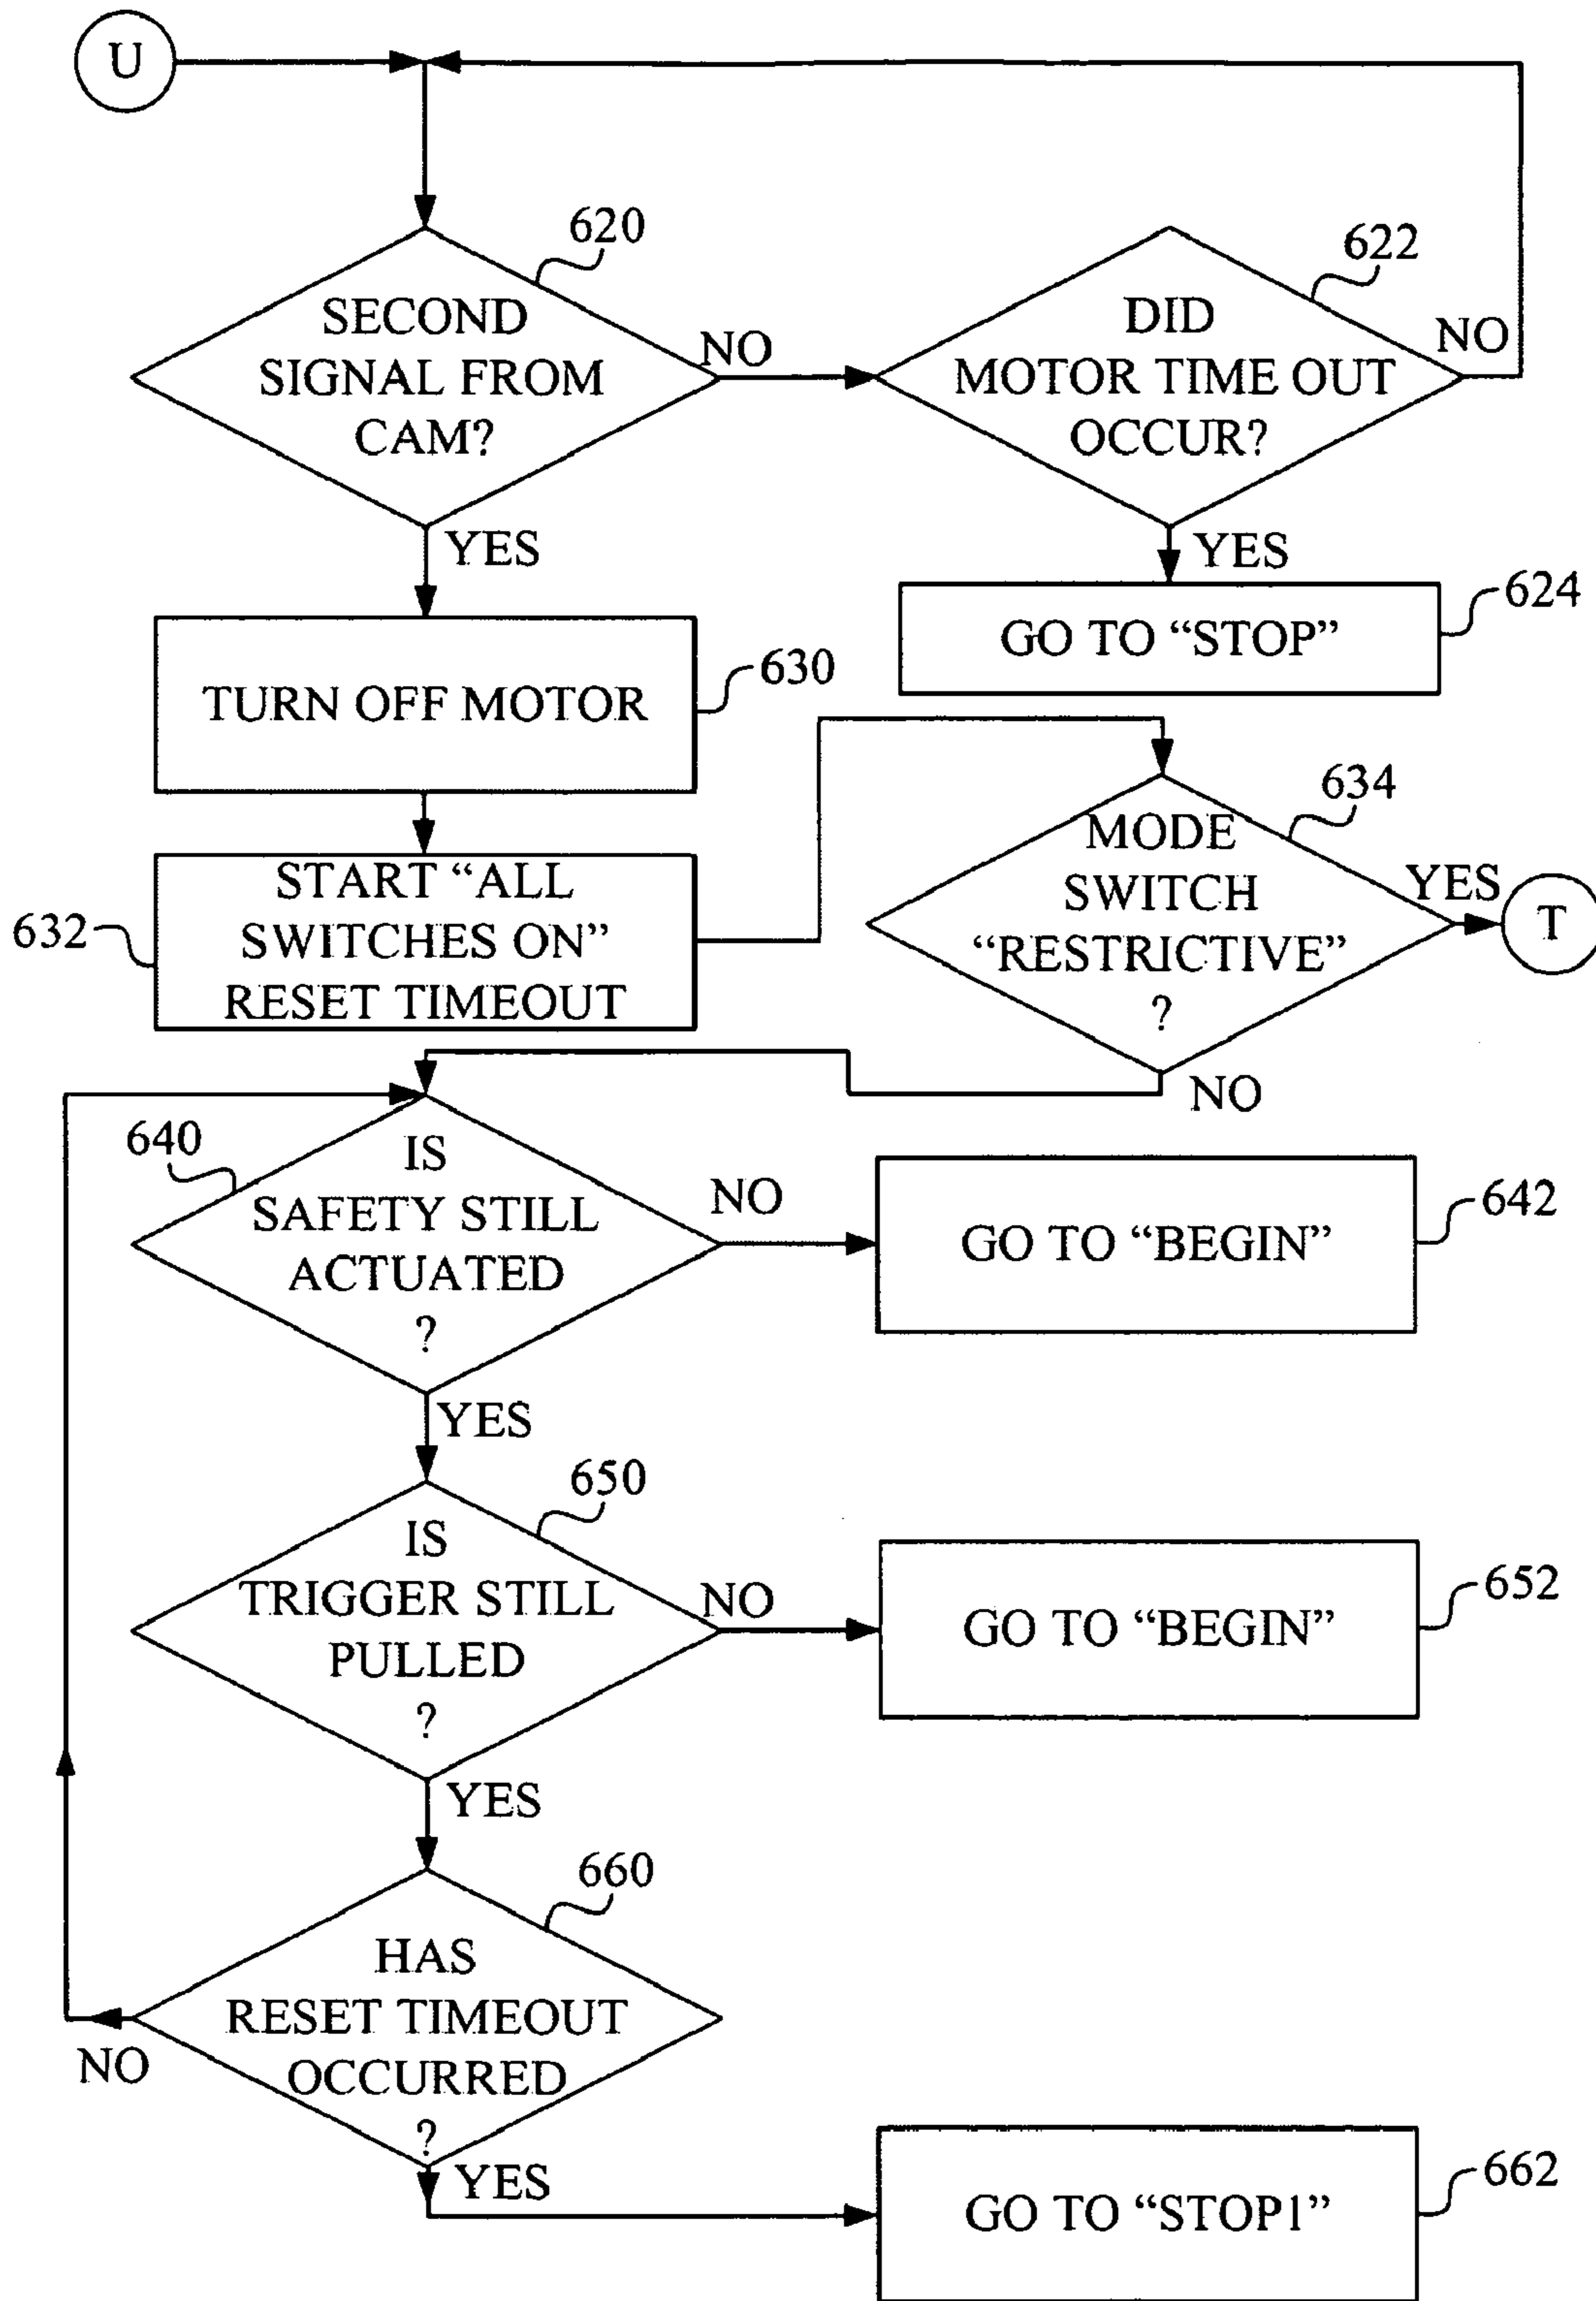 U
620
SECOND
SIGNAL FROM
CAM?
NO
622
DID
MOTOR TIME OUT
OCCUR?
NO
YES
YES
GO TO “STOP”
624
TURN OFF MOTOR
630
START “ALL
SWITCHES ON”
RESET TIMEOUT
632
634
MODE
SWITCH
“RESTRICTIVE”
?
YES
T
NO
640
IS
SAFETY STILL
ACTUATED
?
NO
GO TO “BEGIN”
642
YES
650
IS
TRIGGER STILL
PULLED
?
NO
GO TO “BEGIN”
652
YES
660
HAS
RESET TIMEOUT
OCCURRED
?
NO
YES
GO TO “STOP1”
662